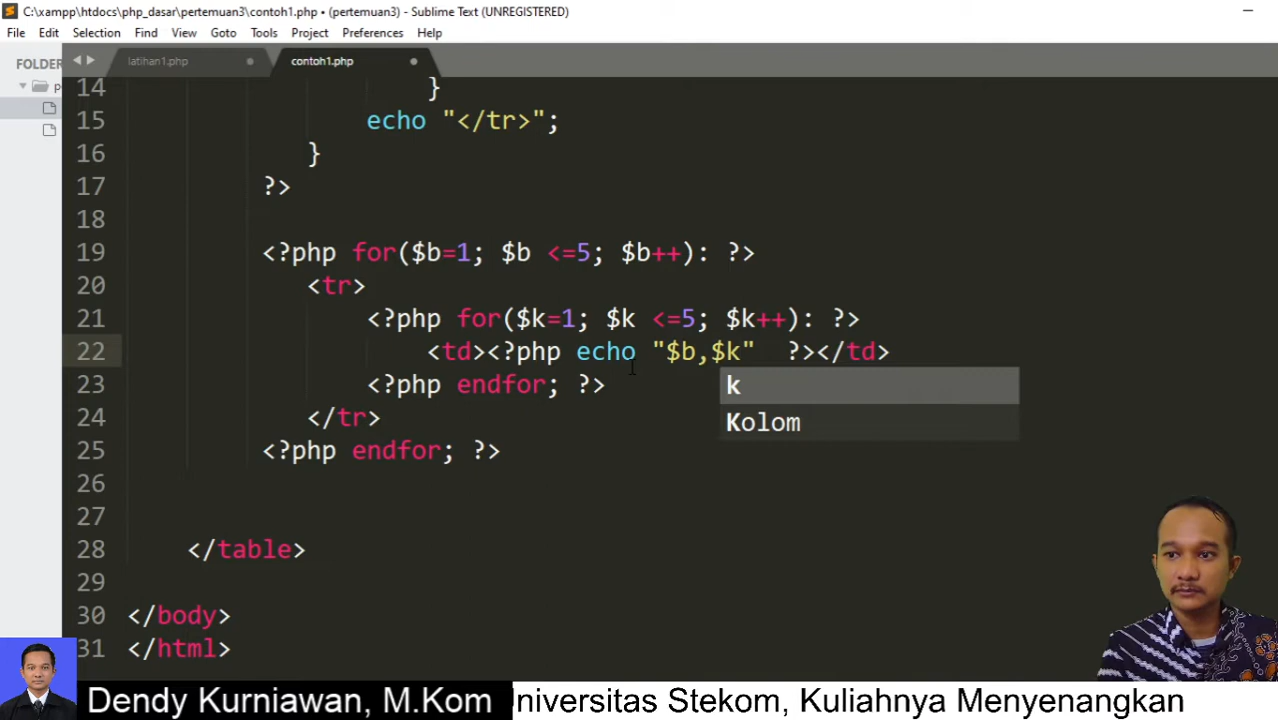 C:\xampp\htdocs\php_dasar\pertemuan3\contoh1.php • (pertemuan3) - Sublime Text (UNREGISTERED)
File Edit Selection Find View Goto Tools Project Preferences Help
FOLDER
latihan1.php
contoh1.php
p
14 }
15 echo "</tr>";
16 }
17 ?>
18
19 <?php for($b=1; $b <=5; $b++): ?>
20 <tr>
21 <?php for($k=1; $k <=5; $k++): ?>
22 <td><?php echo "$b,$k" ?></td>
23 <?php endfor; ?>
k
24 </tr>
Kolom
25 <?php endfor; ?>
26
27
28 </table>
29
30 </body>
31 </html>
Dendy Kurniawan, M.Kom
Universitas Stekom, Kuliahnya Menyenangkan